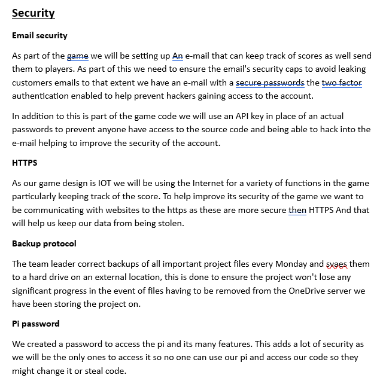 Security
Email security
As part of the game we will be setting up An e-mail that can keep track of scores as well send
them to players. As part of this we need to ensure the email's security caps to avoid leaking
customers emails to that extent we have an e-mail with a secure passwords the two factor
authentication enabled to help prevent hackers gaining access to the account.
In addition to this is part of the game code we will use an API key in place of an actual
passwords to prevent anyone have access to the source code and being able to hack into the
e-mail helping to improve the security of the account.
HTTPS
As our game design is IOT we will be using the Internet for a variety of functions in the game
particularly keeping track of the score. To help improve its security of the game we want to
be communicating with websites to the https as these are more secure then HTTPS And that
will help us keep our data from being stolen.
Backup protocol
The team leader correct backups of all important project files every Monday and svaes them
to a hard drive on an external location, this is done to ensure the project won't lose any
significant progress in the event of files having to be removed from the OneDrive server we
have been storing the project on.
Pi password
We created a password to access the pi and its many features. This adds a lot of security as
we will be the only ones to access it so no one can use our pi and access our code so they
might change it or steal code.